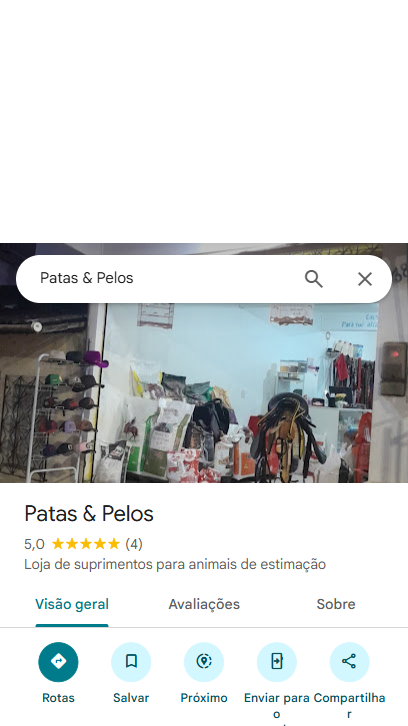 Patas & Pelos
Patas & Pelos
5,0 (4)
Loja de suprimentos para animais de estimação
Visão geral Avaliações Sobre
Rotas Salvar Próximo Enviar para o Compartilhar